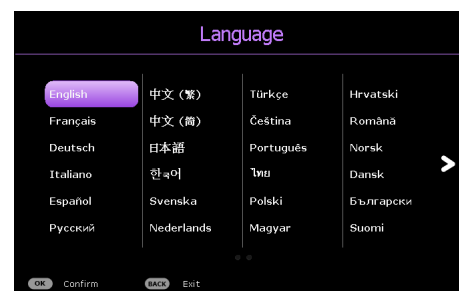 Language
English
Français
Deutsch
Italiano
Español
Русский
中文 (繁)
中文 (簡)
日本語
한국어
Svenska
Nederlands
Türkçe
Čeština
Português
ไทย
Polski
Magyar
Hrvatski
Română
Norsk
Dansk
Български
Suomi
OK Confirm BACK Exit